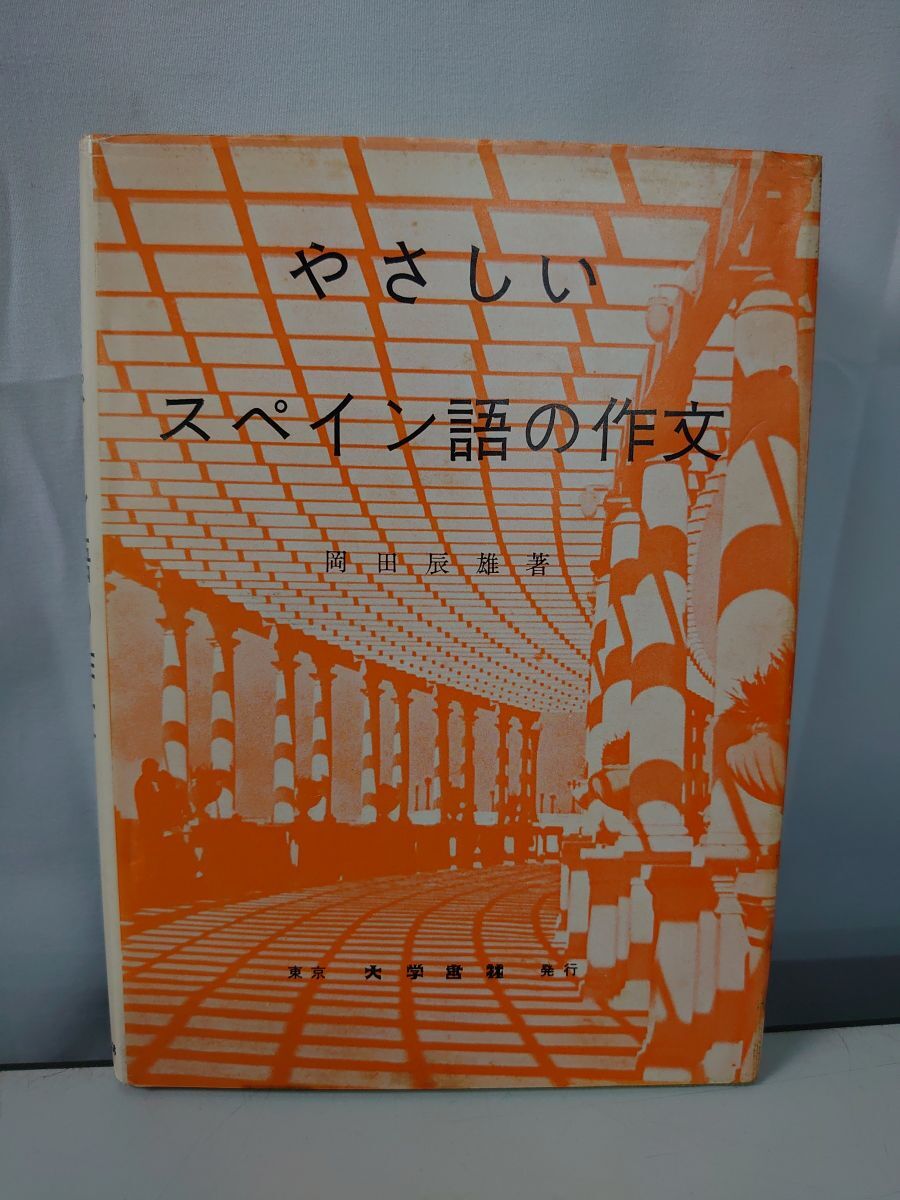 やさしい
スペイン語の作文
岡田辰雄著
東京 大学書林 発行